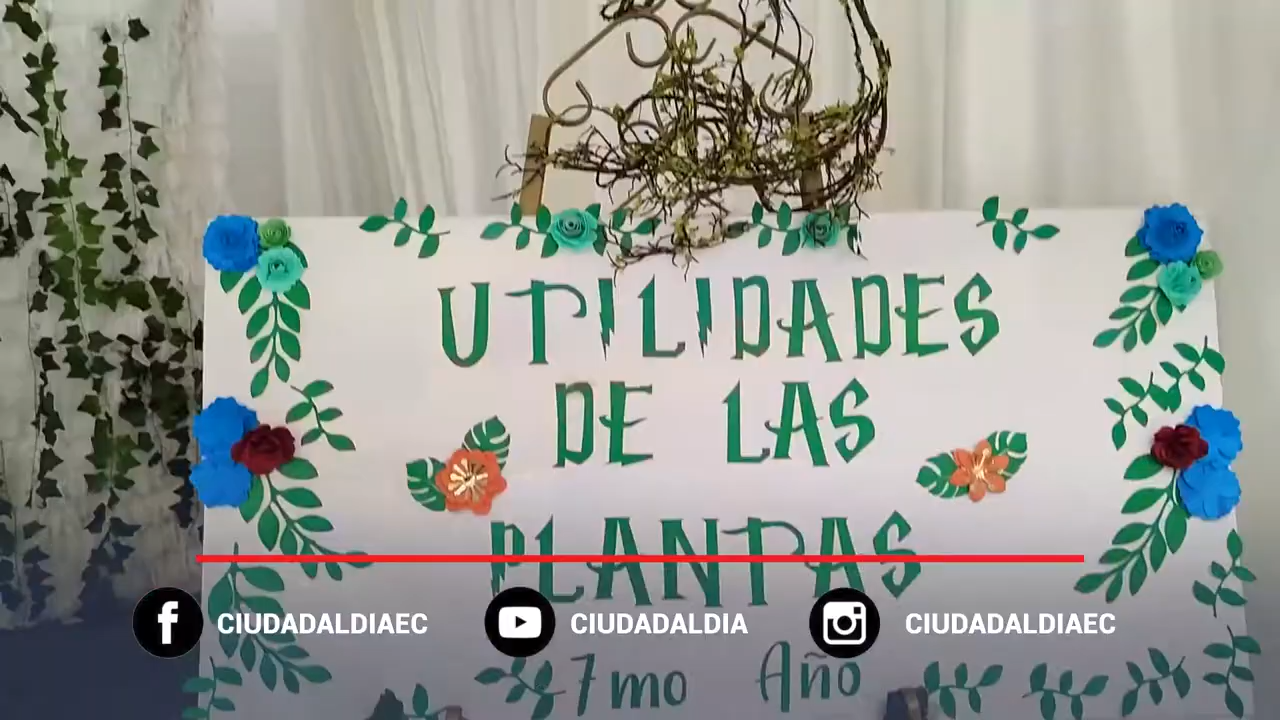 UTILIDADES
DE LAS
PLANTAS
CIUDADALDIAEC CIUDADALDIA CIUDADALDIAEC
7mo Año